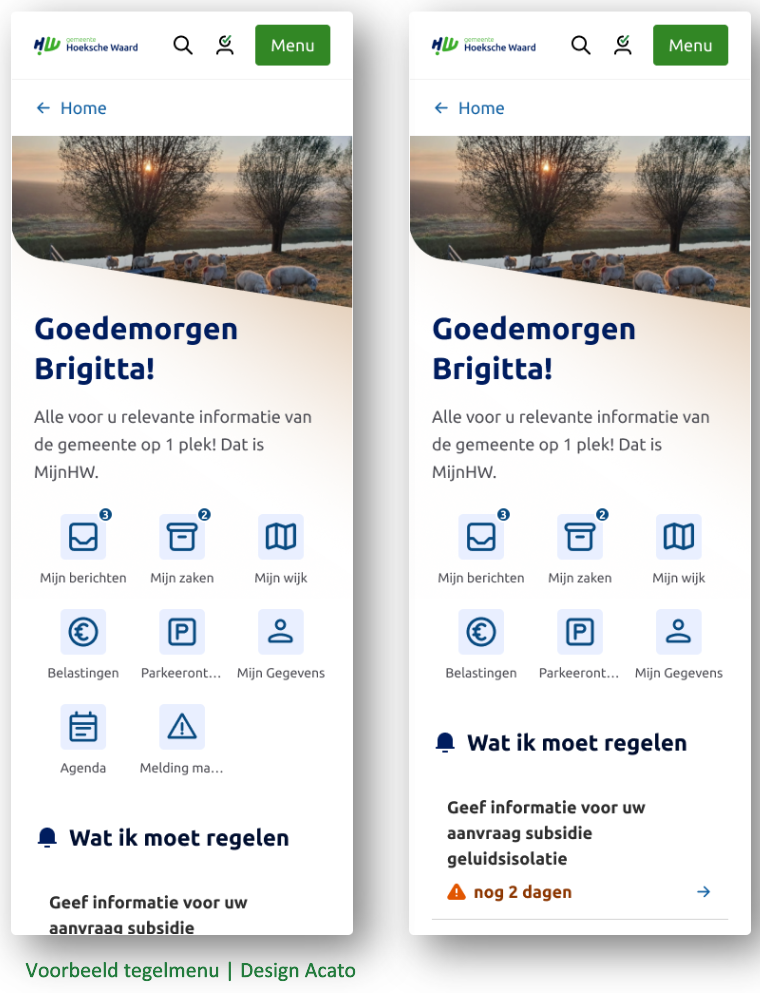 gemeente
Hoeksche Waard
Menu
← Home
Goedemorgen
Brigitta!
Alle voor u relevante informatie van
de gemeente op 1 plek! Dat is
MijnHW.
3
2
Mijn berichten
Mijn zaken
Mijn wijk
Belastingen
Parkeeront...
Mijn Gegevens
Agenda
Melding ma...
Wat ik moet regelen
Geef informatie voor uw
aanvraag subsidie
gemeente
Hoeksche Waard
Menu
← Home
Goedemorgen
Brigitta!
Alle voor u relevante informatie van
de gemeente op 1 plek! Dat is
MijnHW.
3
2
Mijn berichten
Mijn zaken
Mijn wijk
Belastingen
Parkeeront...
Mijn Gegevens
Wat ik moet regelen
Geef informatie voor uw
aanvraag subsidie
geluidsisolatie
nog 2 dagen →
Voorbeeld tegelmenu | Design Acato